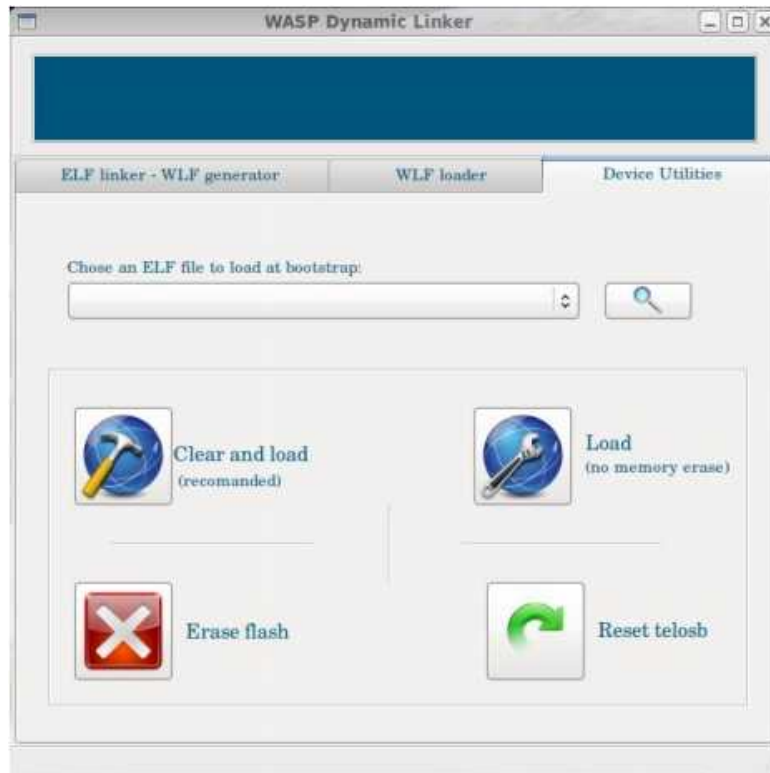 WASP Dynamic Linker
ELF linker - WLF generator
WLF loader
Device Utilities
Chose an ELF file to load at bootstrap:
Clear and load
(recomanded)
Load
(no memory erase)
Erase flash
Reset telosb